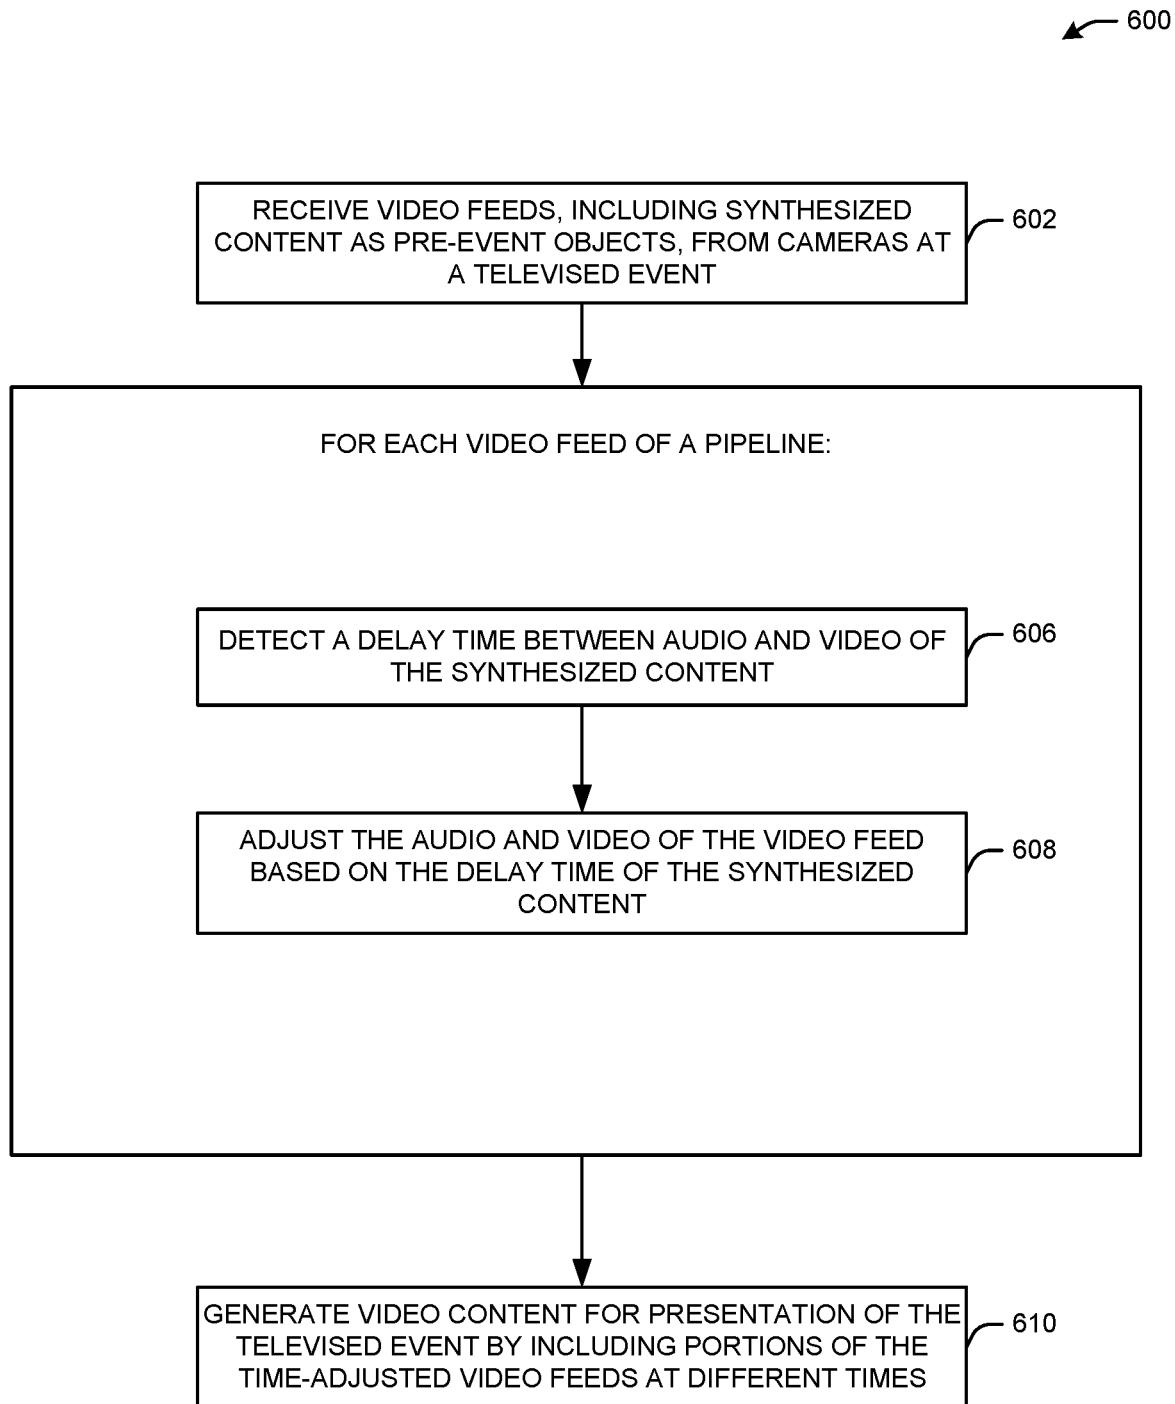 600
RECEIVE VIDEO FEEDS, INCLUDING SYNTHESIZED
CONTENT AS PRE-EVENT OBJECTS, FROM CAMERAS AT
A TELEVISED EVENT
602
FOR EACH VIDEO FEED OF A PIPELINE:
DETECT A DELAY TIME BETWEEN AUDIO AND VIDEO OF
THE SYNTHESIZED CONTENT
606
ADJUST THE AUDIO AND VIDEO OF THE VIDEO FEED
BASED ON THE DELAY TIME OF THE SYNTHESIZED
CONTENT
608
GENERATE VIDEO CONTENT FOR PRESENTATION OF THE
TELEVISED EVENT BY INCLUDING PORTIONS OF THE
TIME-ADJUSTED VIDEO FEEDS AT DIFFERENT TIMES
610